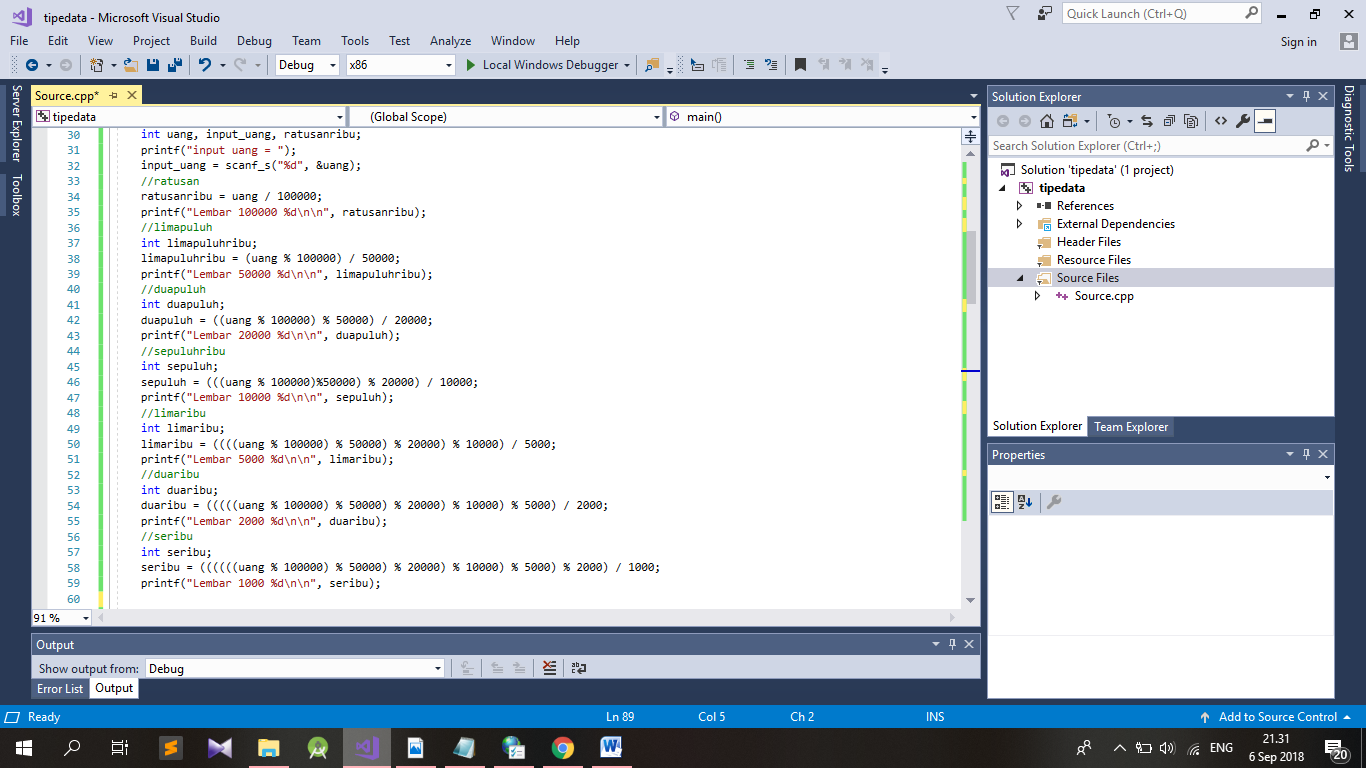 tipedata - Microsoft Visual Studio
Quick Launch (Ctrl+Q)
File Edit View Project Build Debug Team Tools Test Analyze Window Help
Sign in
Debug x86 Local Windows Debugger
Server Explorer
Toolbox
Source.cpp*
tipedata (Global Scope) main()
30 int uang, input_uang, ratusanribu;
31 printf("input uang = ");
32 input_uang = scanf_s("%d", &uang);
33 //ratusan
34 ratusanribu = uang / 100000;
35 printf("Lembar 100000 %d\n\n", ratusanribu);
36 //limapuluh
37 int limapuluhribu;
38 limapuluhribu = (uang % 100000) / 50000;
39 printf("Lembar 50000 %d\n\n", limapuluhribu);
40 //duapuluh
41 int duapuluh;
42 duapuluh = ((uang % 100000) % 50000) / 20000;
43 printf("Lembar 20000 %d\n\n", duapuluh);
44 //sepuluhribu
45 int sepuluh;
46 sepuluh = (((uang % 100000)%50000) % 20000) / 10000;
47 printf("Lembar 10000 %d\n\n", sepuluh);
48 //limaribu
49 int limaribu;
50 limaribu = ((((uang % 100000) % 50000) % 20000) % 10000) / 5000;
51 printf("Lembar 5000 %d\n\n", limaribu);
52 //duaribu
53 int duaribu;
54 duaribu = (((((uang % 100000) % 50000) % 20000) % 10000) % 5000) / 2000;
55 printf("Lembar 2000 %d\n\n", duaribu);
56 //seribu
57 int seribu;
58 seribu = ((((((uang % 100000) % 50000) % 20000) % 10000) % 5000) % 2000) / 1000;
59 printf("Lembar 1000 %d\n\n", seribu);
60
91 %
Output
Show output from: Debug
Error List Output
Solution Explorer
Search Solution Explorer (Ctrl+;)
Solution 'tipedata' (1 project)
tipedata
References
External Dependencies
Header Files
Resource Files
Source Files
Source.cpp
Solution Explorer Team Explorer
Properties
Diagnostic Tools
Ready Ln 89 Col 5 Ch 2 INS Add to Source Control
ENG
21.31
6 Sep 2018
20